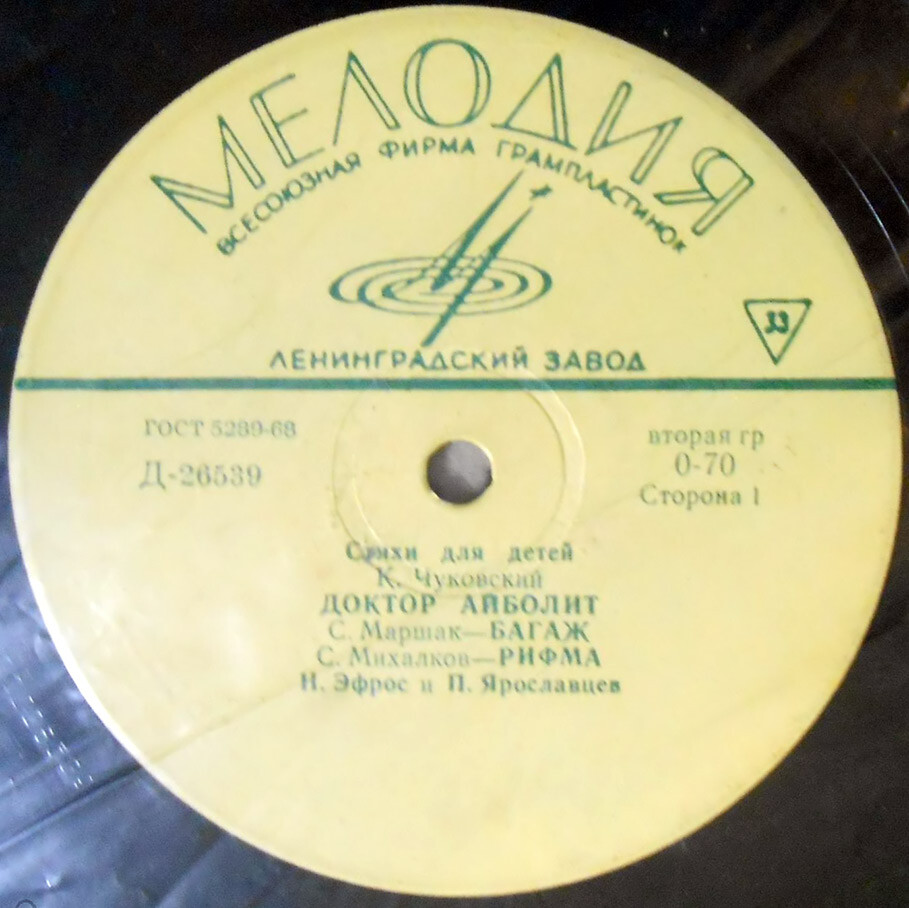 МЕЛОДИЯ
ВСЕСОЮЗНАЯ ФИРМА ГРАМПЛАСТИНОК
33
ЛЕНИНГРАДСКИЙ ЗАВОД
ГОСТ 5289-68
Д-26539
вторая гр
0-70
Сторона 1
Стихи для детей
К. Чуковский
ДОКТОР АЙБОЛИТ
С. Маршак—БАГАЖ
С. Михалков—РИФМА
Н. Эфрос и П. Ярославцев